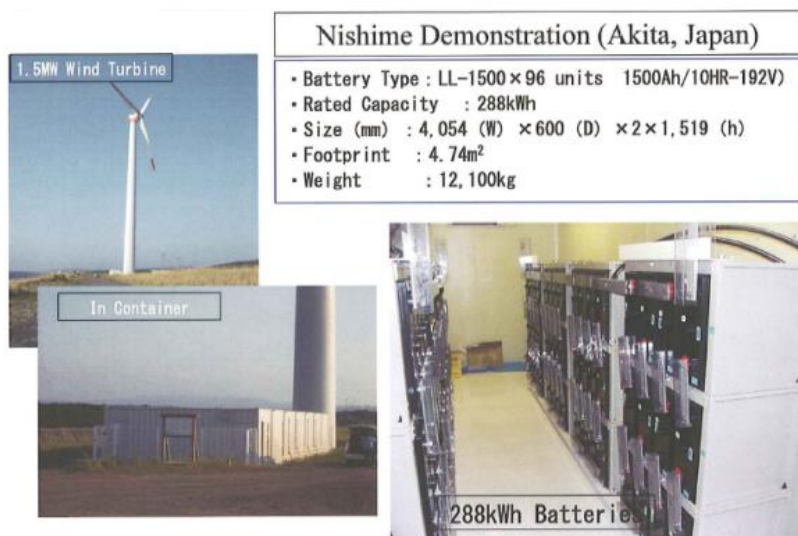 Nishime Demonstration (Akita, Japan)
1.5MW Wind Turbine
・Battery Type : LL-1500×96 units 1500Ah/10HR-192V)
・Rated Capacity : 288kWh
・Size (mm) : 4,054 (W) ×600 (D) ×2×1,519 (h)
・Footprint : 4.74m²
・Weight : 12,100kg
In Container
288kWh Batteries